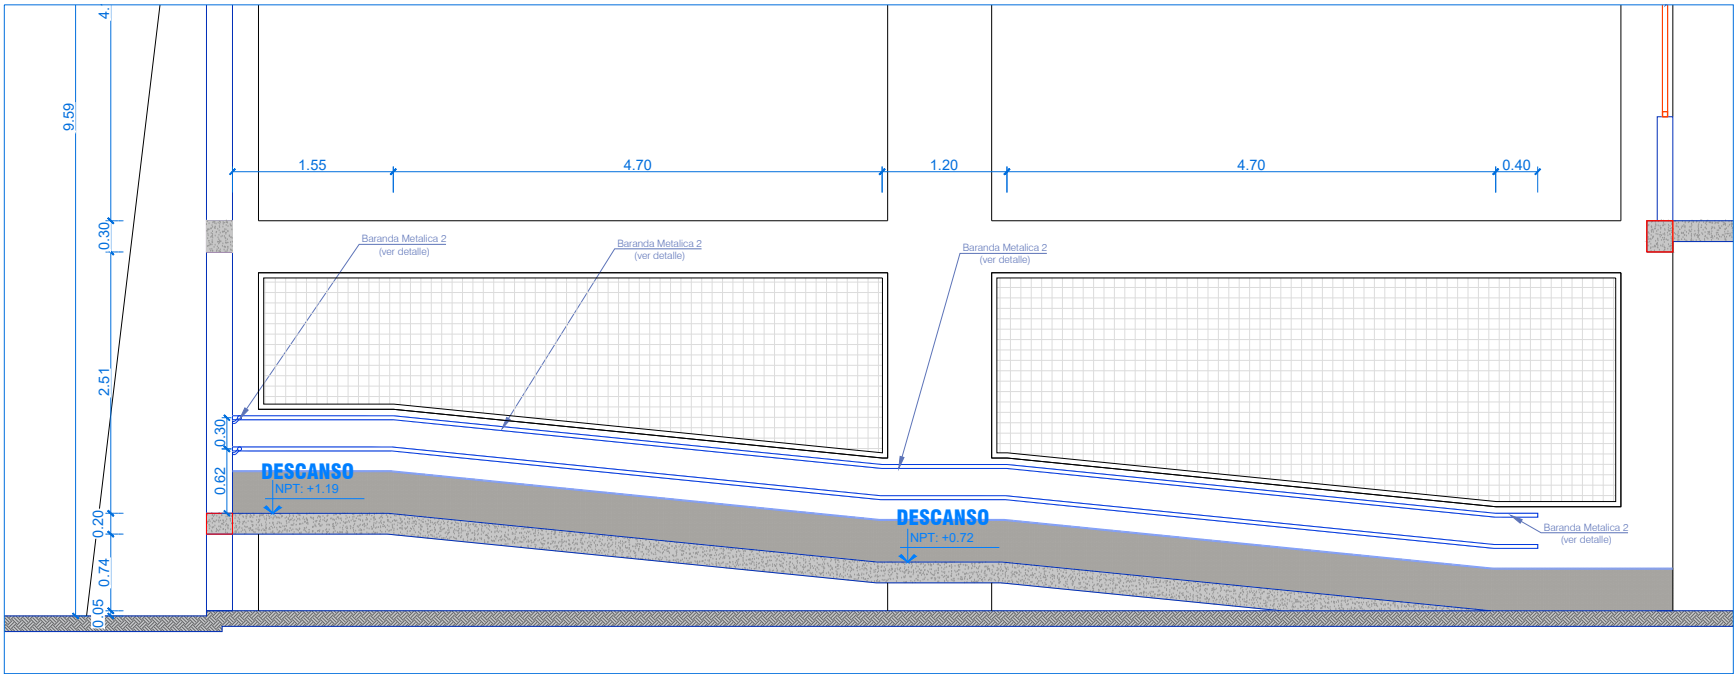 4.
9.59
1.55
4.70
1.20
4.70
0.40
0.30
Baranda Metalica 2
(ver detalle)
Baranda Metalica 2
(ver detalle)
Baranda Metalica 2
(ver detalle)
2.51
0.30
0.62
DESCANSO
NPT: +1.19
DESCANSO
NPT: +0.72
Baranda Metalica 2
(ver detalle)
0.20
0.74
0.05